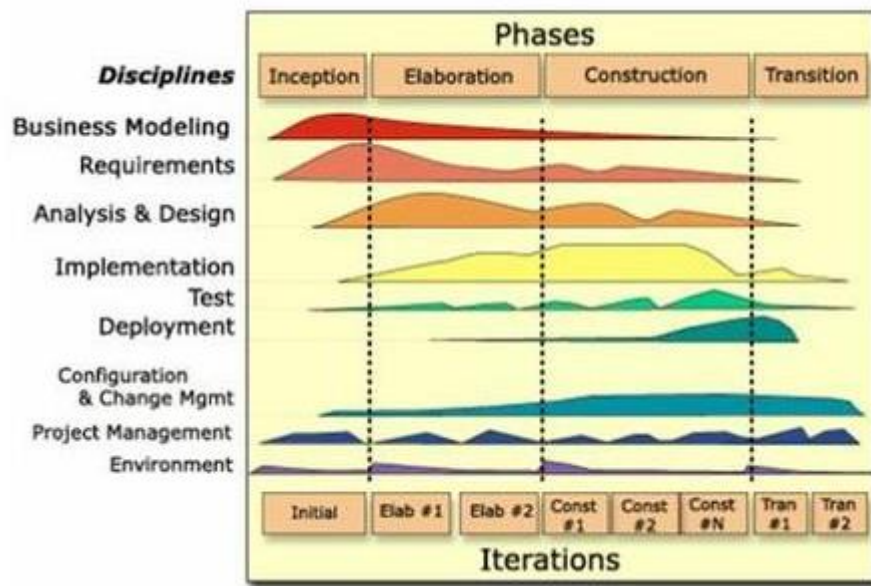 Phases
Disciplines Inception Elaboration Construction Transition
Business Modeling
Requirements
Analysis & Design
Implementation
Test
Deployment
Configuration
& Change Mgmt
Project Management
Environment
Initial Elab #1 Elab #2 Const #1 Const #2 Const #N Tran #1 Tran #2
Iterations